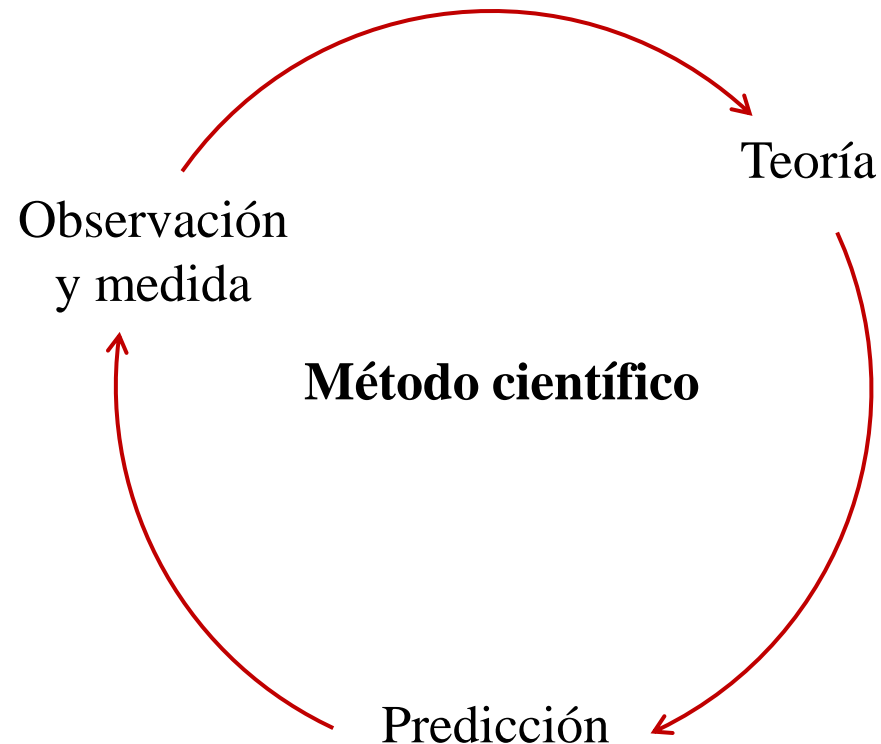 Teoría
Observación
y medida
Método científico
Predicción